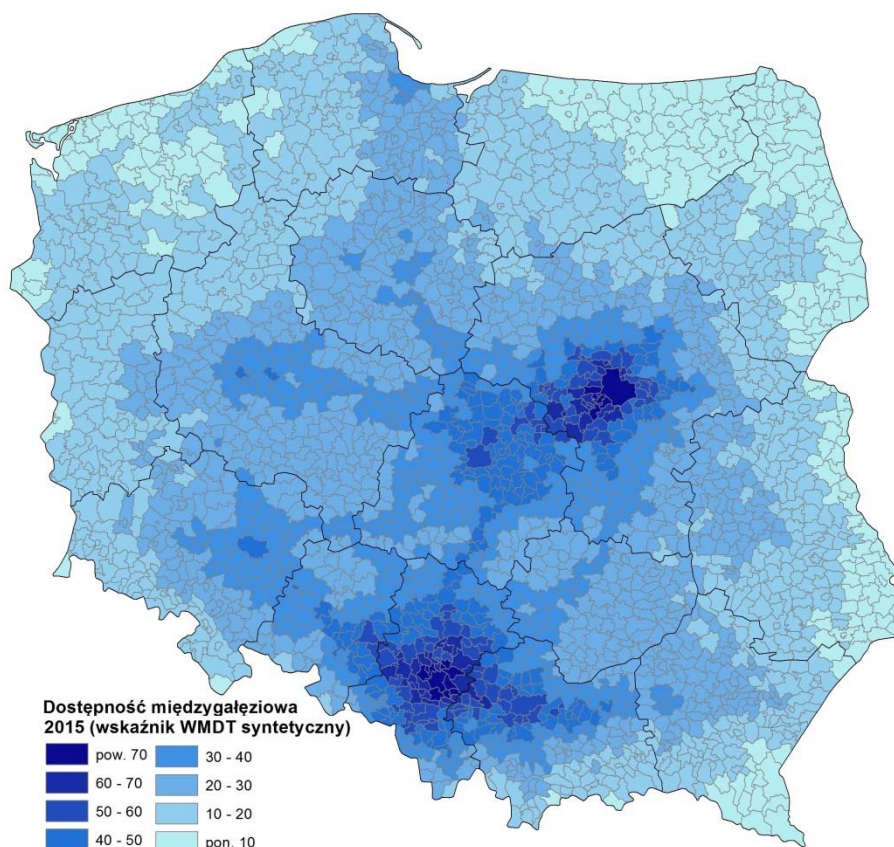 Dostępność międzygałęziowa
2015 (wskaźnik WMDT syntetyczny)
pow. 70
60 - 70
50 - 60
40 - 50
30 - 40
20 - 30
10 - 20
pon. 10